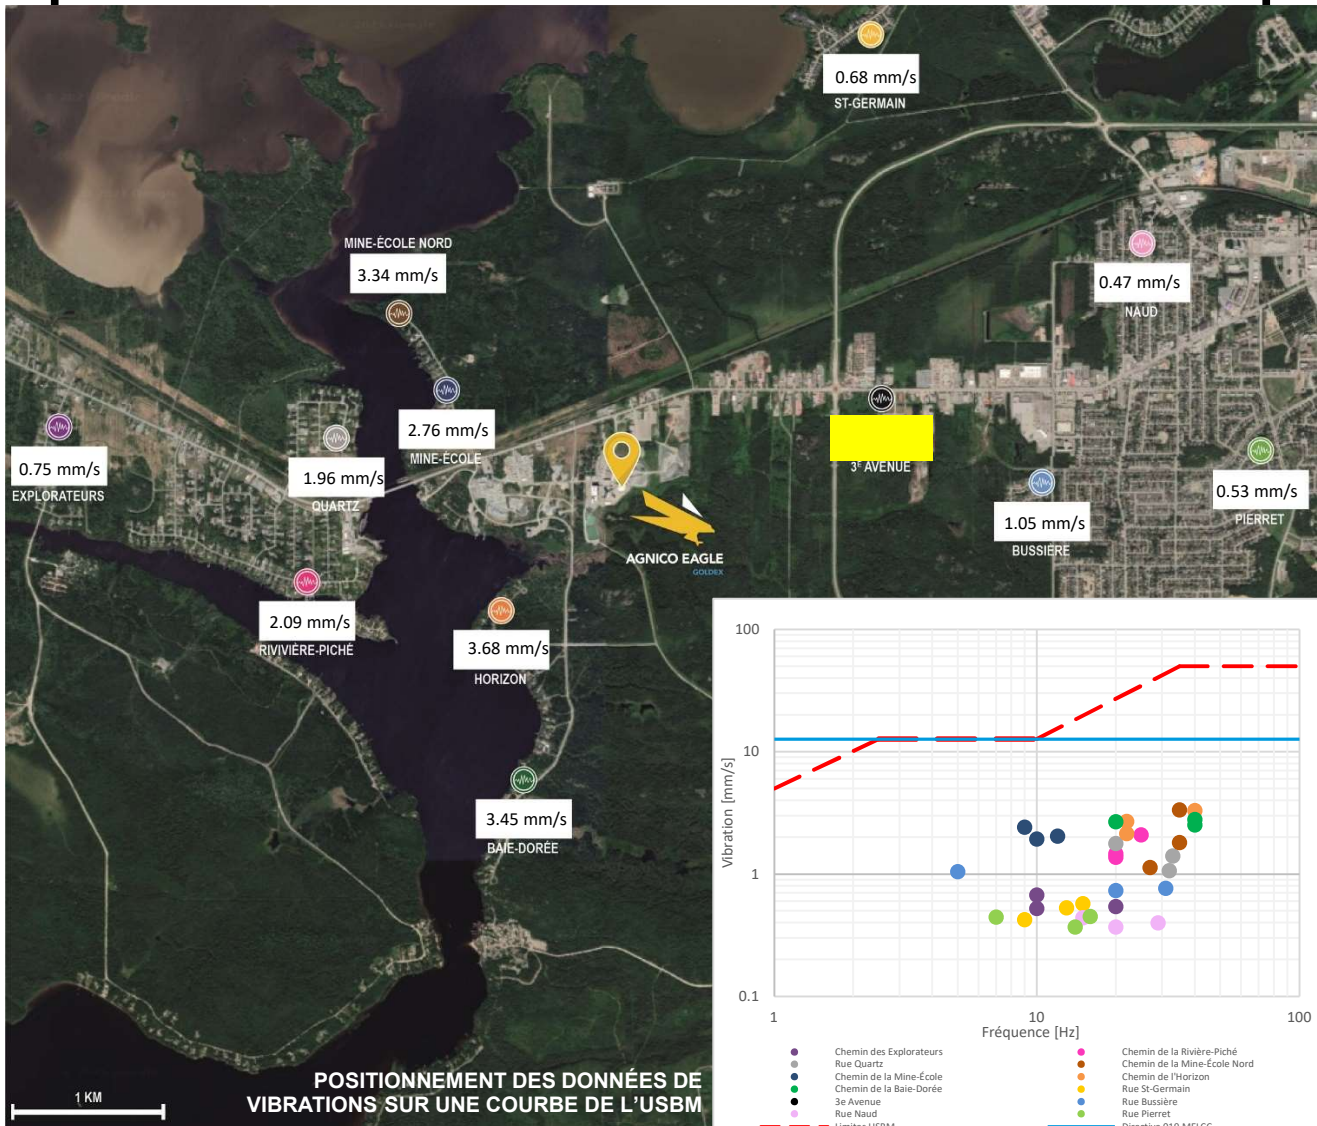 0.68 mm/s
ST-GERMAIN
MINE-ÉCOLE NORD
3.34 mm/s
0.47 mm/s
NAUD
2.76 mm/s
MINE-ÉCOLE
0.75 mm/s
EXPLORATEURS
1.96 mm/s
QUARTZ
3E AVENUE
0.53 mm/s
PIERRET
1.05 mm/s
BUSSIÈRE
AGNICO EAGLE
GOLDEX
2.09 mm/s
RIVIVIÈRE-PICHÉ
3.68 mm/s
HORIZON
3.45 mm/s
BAIE-DORÉE
100
10
1
0.1
Vibration [mm/s]
1
10
100
Fréquence [Hz]
Chemin des Explorateurs
Chemin de la Rivière-Piché
Rue Quartz
Chemin de la Mine-École Nord
Chemin de la Mine-École
Chemin de l'Horizon
Chemin de la Baie-Dorée
Rue St-Germain
3e Avenue
Rue Bussière
Rue Naud
Rue Pierret
Limites USBM
Directive 019 MELCC
POSITIONNEMENT DES DONNÉES DE
VIBRATIONS SUR UNE COURBE DE L'USBM
1 KM